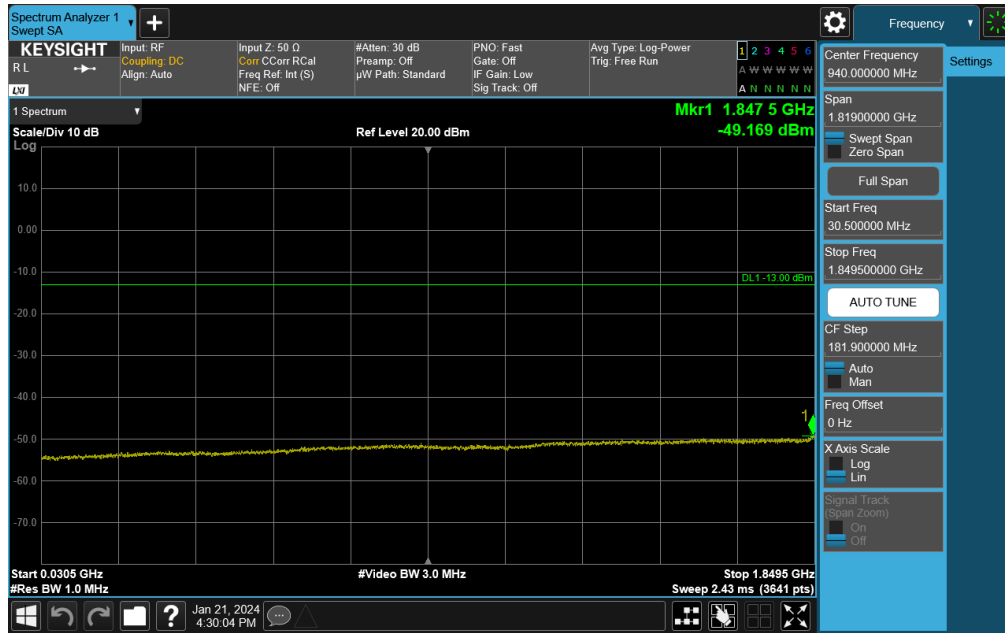 Spectrum Analyzer 1
Swept SA
Frequency
KEYSIGHT
R L
LXI
Input: RF
Coupling: DC
Align: Auto
Input Z: 50 Ω
Corr CCorr RCal
Freq Ref: Int (S)
NFE: Off
#Atten: 30 dB
Preamp: Off
µW Path: Standard
PNO: Fast
Gate: Off
IF Gain: Low
Sig Track: Off
Avg Type: Log-Power
Trig: Free Run
1 2 3 4 5 6
A W W W W W
A N N N N N
1 Spectrum
Scale/Div 10 dB
Log
Ref Level 20.00 dBm
Mkr1 1.847 5 GHz
-49.169 dBm
10.0
0.00
-10.0
DL1 -13.00 dBm
-20.0
-30.0
-40.0
1
-50.0
-60.0
-70.0
Start 0.0305 GHz
#Res BW 1.0 MHz
#Video BW 3.0 MHz
Stop 1.8495 GHz
Sweep 2.43 ms (3641 pts)
Jan 21, 2024
4:30:04 PM
Center Frequency
940.000000 MHz
Settings
Span
1.81900000 GHz
Swept Span
Zero Span
Full Span
Start Freq
30.500000 MHz
Stop Freq
1.849500000 GHz
AUTO TUNE
CF Step
181.900000 MHz
Auto
Man
Freq Offset
0 Hz
X Axis Scale
Log
Lin
Signal Track
(Span Zoom)
On
Off